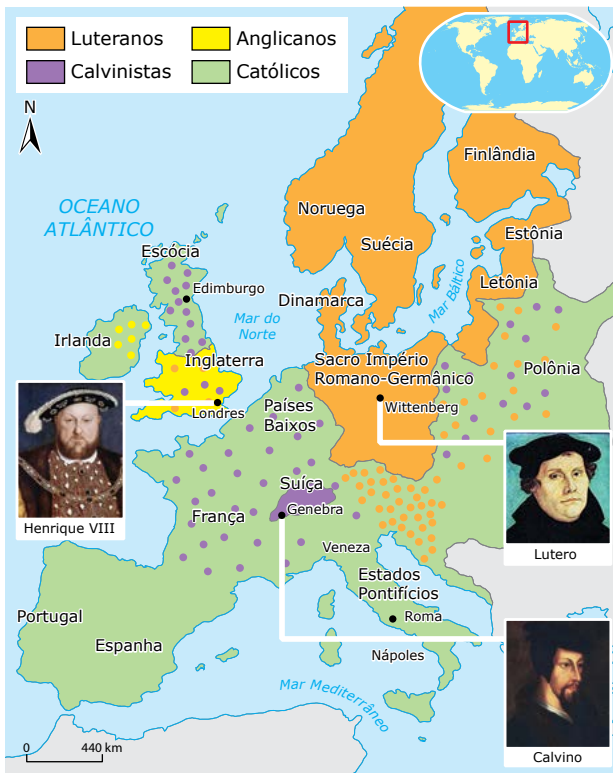 Luteranos
Anglicanos
Calvinistas
Católicos
N
OCEANO
ATLÂNTICO
Finlândia
Noruega
Suécia
Estônia
Escócia
Letônia
Edimburgo
Dinamarca
Mar Báltico
Mar do
Norte
Irlanda
Inglaterra
Sacro Império
Romano-Germânico
Polônia
Londres
Países
Baixos
Wittenberg
Henrique VIII
Suíça
Genebra
França
Lutero
Veneza
Estados
Pontifícios
Portugal
Roma
Espanha
Nápoles
Mar Mediterrâneo
0
440 km
Calvino